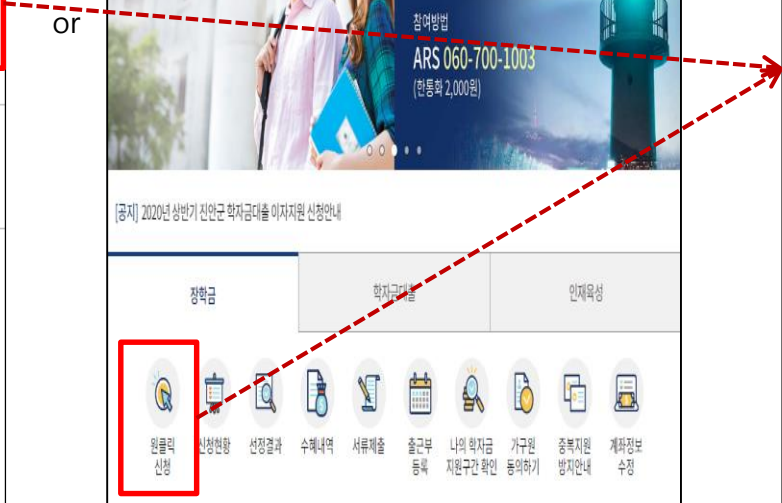 or
참여방법
ARS 060-700-1003
(한통화 2,000원)
[공지] 2020년 상반기 진안군 학자금대출 이자지원 신청안내
장학금
학자금대출
인재육성
원클릭
신청
신청현황
선정결과
수혜내역
서류제출
출근부
등록
나의 학자금
지원구간 확인
가구원
동의하기
중복지원
방지안내
계좌정보
수정